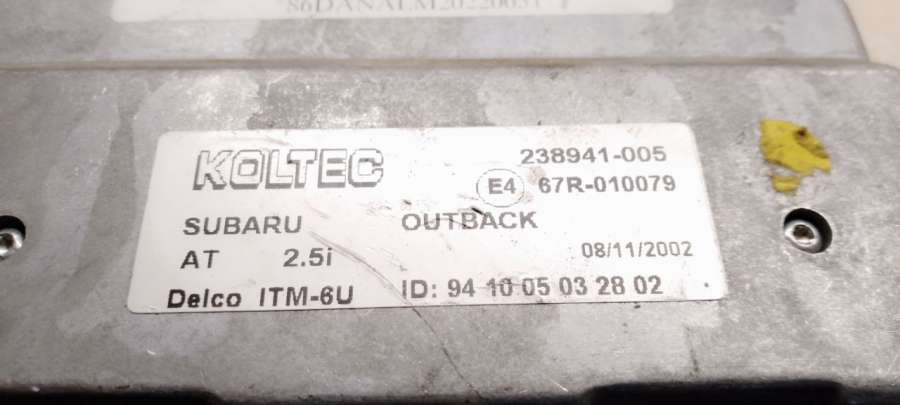 86DANALM20220031
KOLTEC 238941-005
E4 67R-010079
SUBARU OUTBACK
AT 2.5i 08/11/2002
Delco ITM-6U ID: 94 10 05 03 28 02